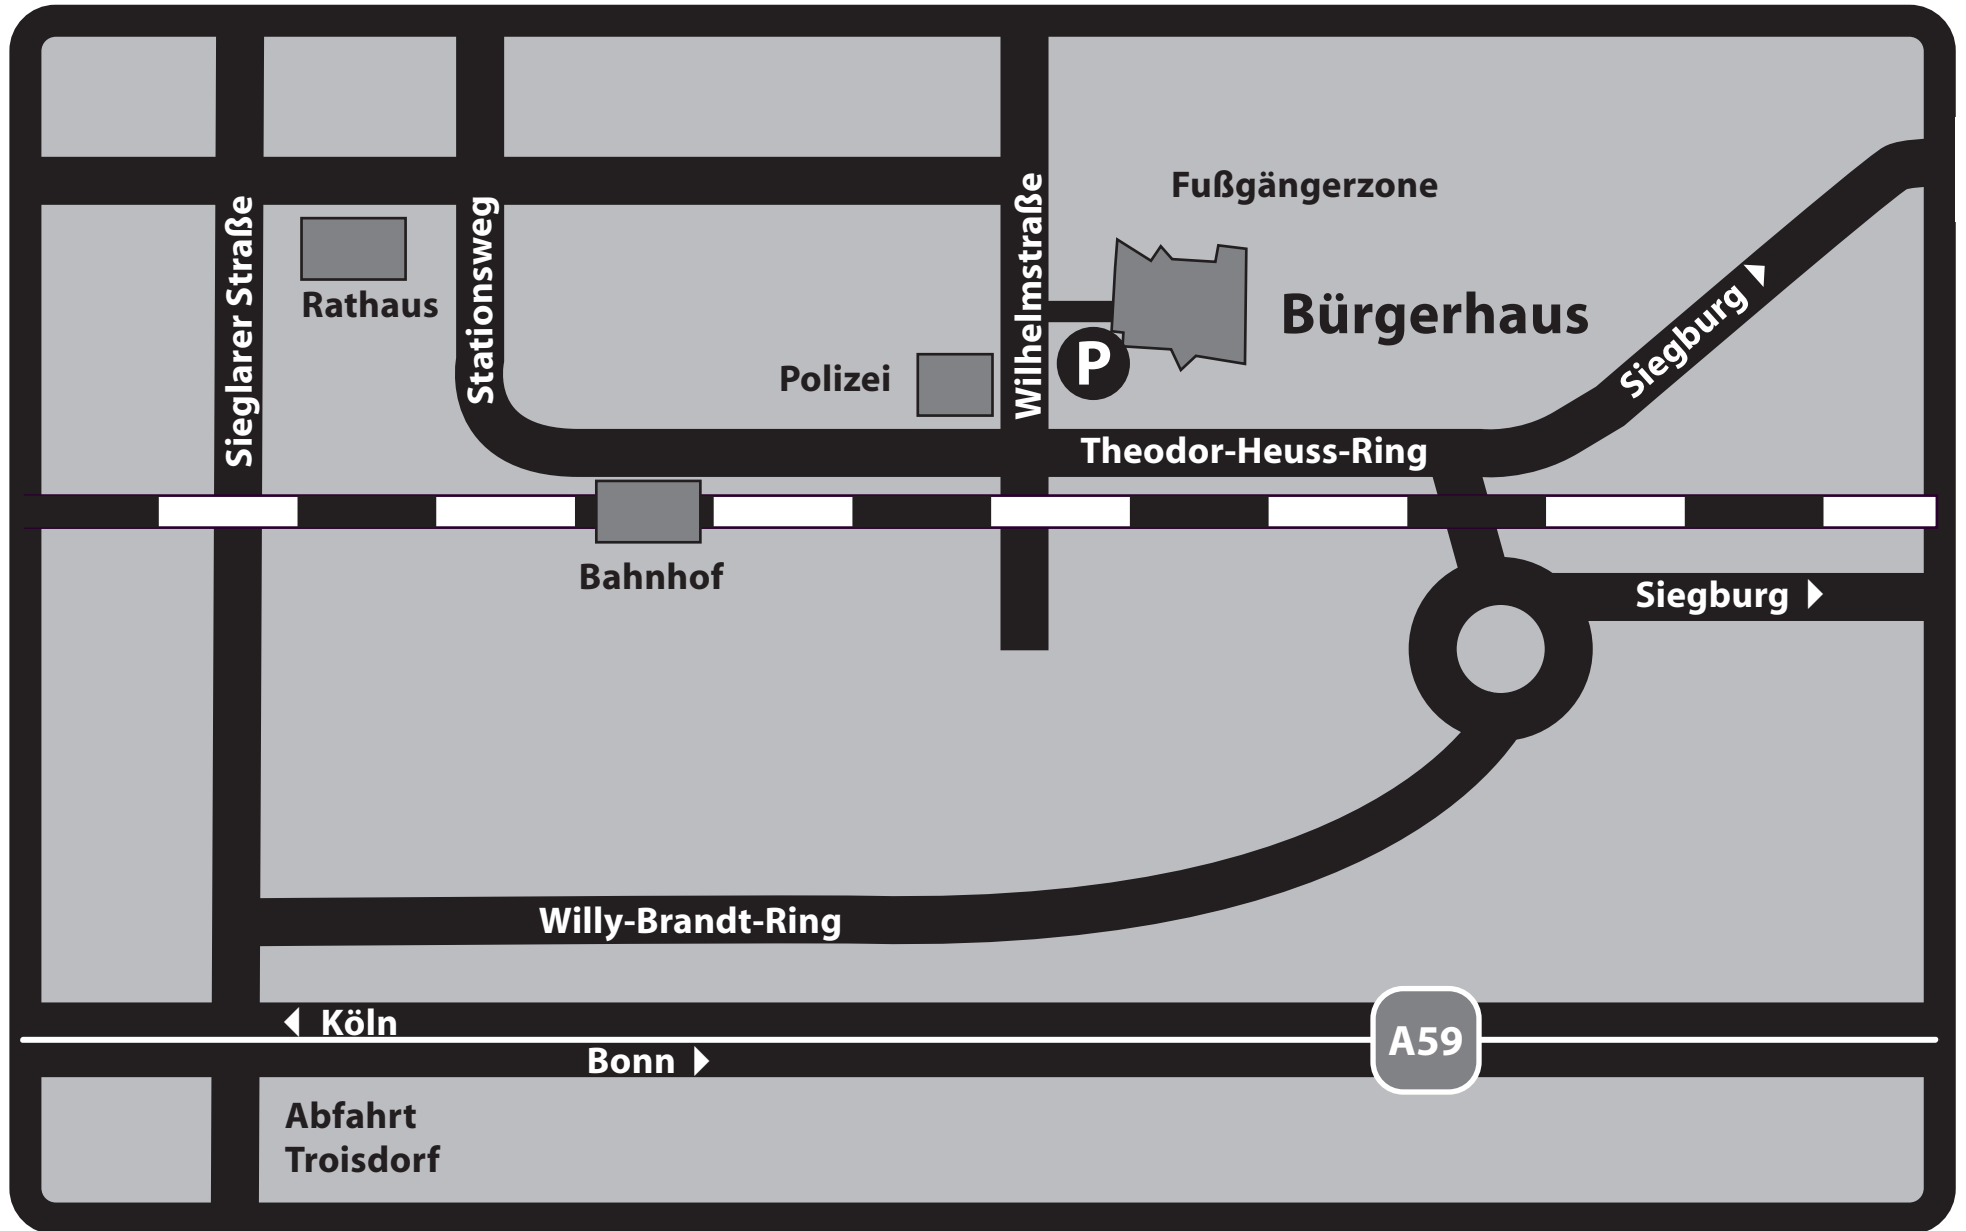 Fußgängerzone
Sieglarer Straße
Rathaus
Stationsweg
Polizei
Wilhelmstraße
P
Bürgerhaus
Siegburg
Theodor-Heuss-Ring
Bahnhof
Siegburg
Willy-Brandt-Ring
Köln
A59
Bonn
Abfahrt
Troisdorf